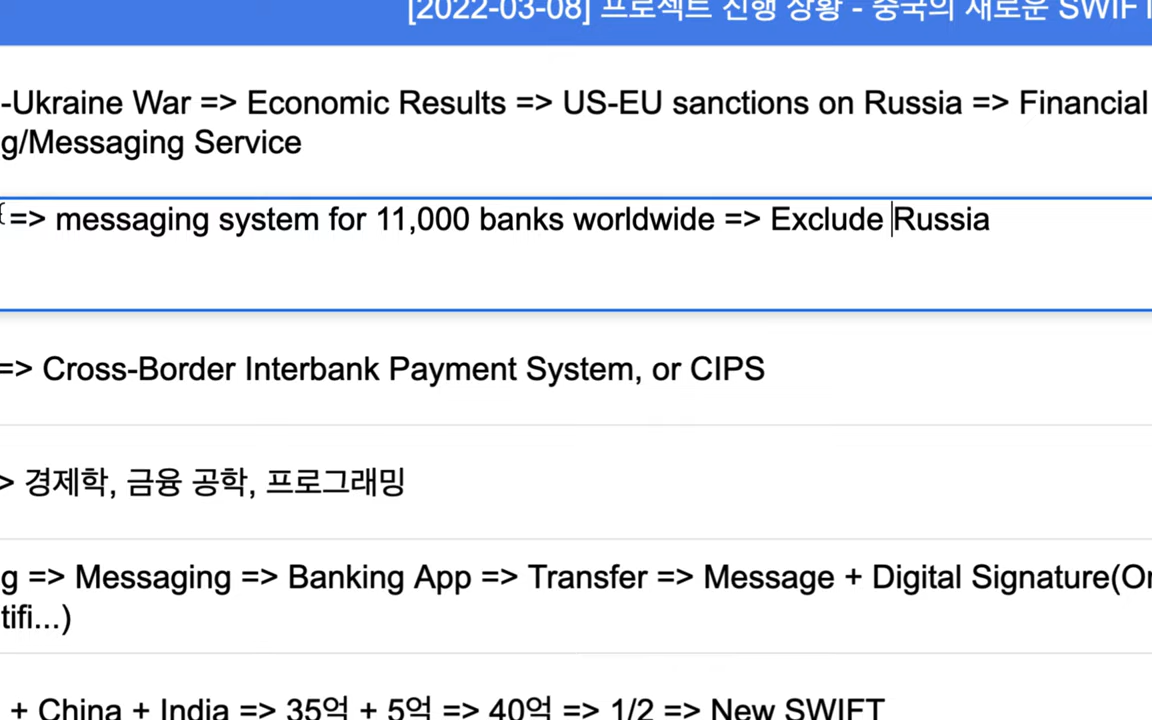 [2022-03-08] 프로젝트 진행 상황 - 중국의 새로운 SWIFT
-Ukraine War => Economic Results => US-EU sanctions on Russia => Financial
g/Messaging Service
=> messaging system for 11,000 banks worldwide => Exclude Russia
=> Cross-Border Interbank Payment System, or CIPS
> 경제학, 금융 공학, 프로그래밍
g => Messaging => Banking App => Transfer => Message + Digital Signature(Or
tifi...)
+ China + India => 35억 + 5억 => 40억 => 1/2 => New SWIFT